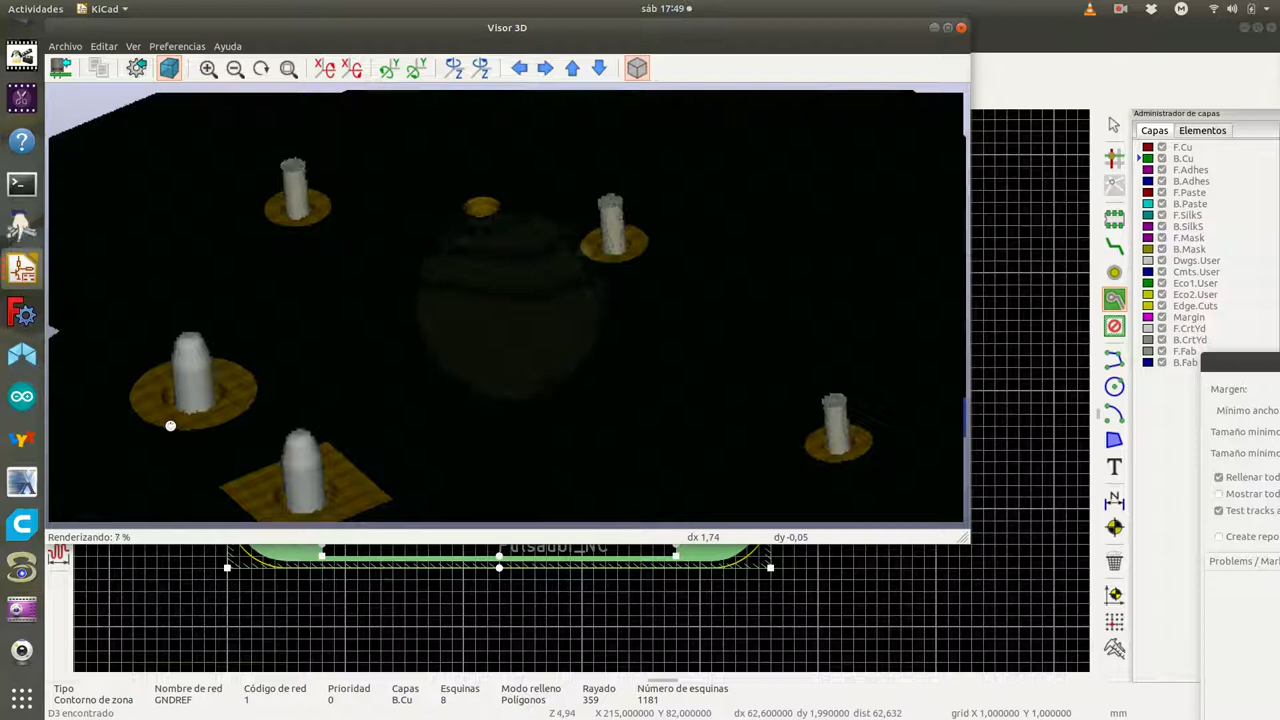 Actividades
KiCad
sáb 17:49
Visor 3D
Archivo Editar Ver Preferencias Ayuda
Administrador de capas
Capas Elementos
F.Cu
B.Cu
F.Adhes
B.Adhes
F.Paste
B.Paste
F.SilkS
B.SilkS
F.Mask
B.Mask
Dwgs.User
Cmts.User
Eco1.User
Eco2.User
Edge.Cuts
Margin
F.CrtYd
B.CrtYd
F.Fab
B.Fab
Margen:
Mínimo ancho
Tamaño mínimo
Tamaño mínimo
Rellenar tod
Mostrar tod
Test tracks a
Create repo
Problems / Mar
Renderizando: 7 % dx 1,74 dy -0,05
Tipo Nombre de red Código de red Prioridad Capas Esquinas Modo relleno Rayado Número de esquinas
Contorno de zona GNDREF 1 0 B.Cu 8 Polígonos 359 1181
D3 encontrado Z 4,94 X 215,000000 Y 82,000000 dx 62,600000 dy 1,990000 dist 62,632 grid X 1,000000 Y 1,000000 mm